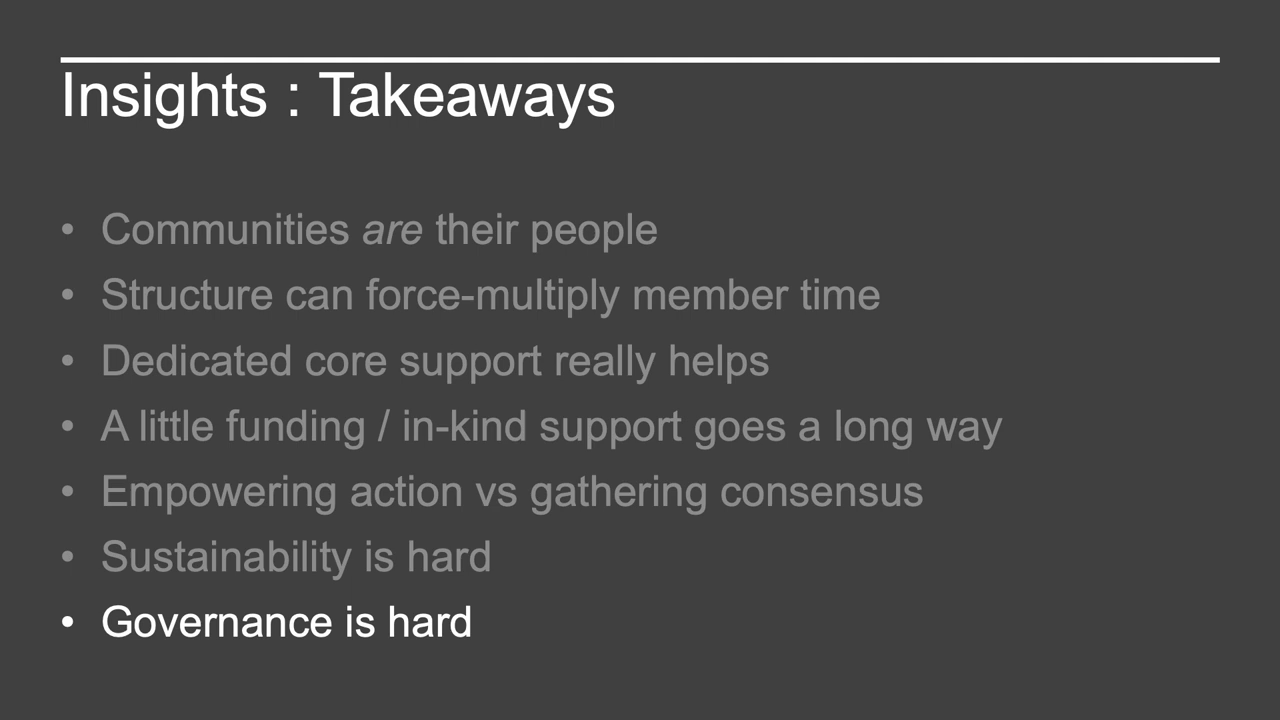 Insights : Takeaways
• Communities are their people
• Structure can force-multiply member time
• Dedicated core support really helps
• A little funding / in-kind support goes a long way
• Empowering action vs gathering consensus
• Sustainability is hard
• Governance is hard